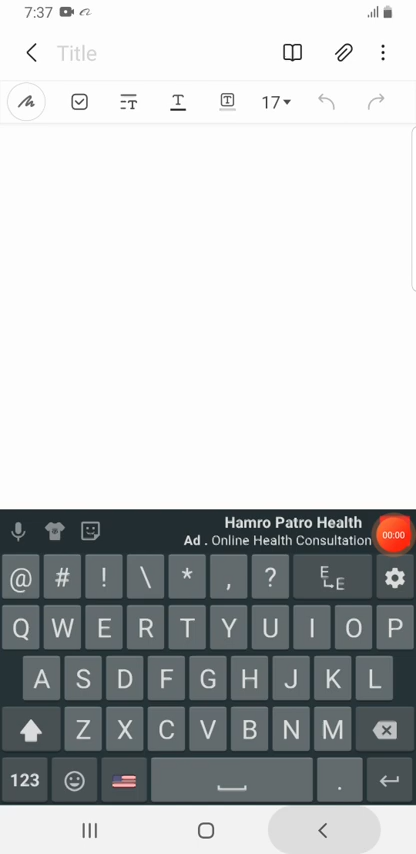 7:37
Title
17
Hamro Patro Health
Ad . Online Health Consultation
00:00
@ # ! \ * , ? E E
Q W E R T Y U I O P
A S D F G H J K L
Z X C V B N M
123 .